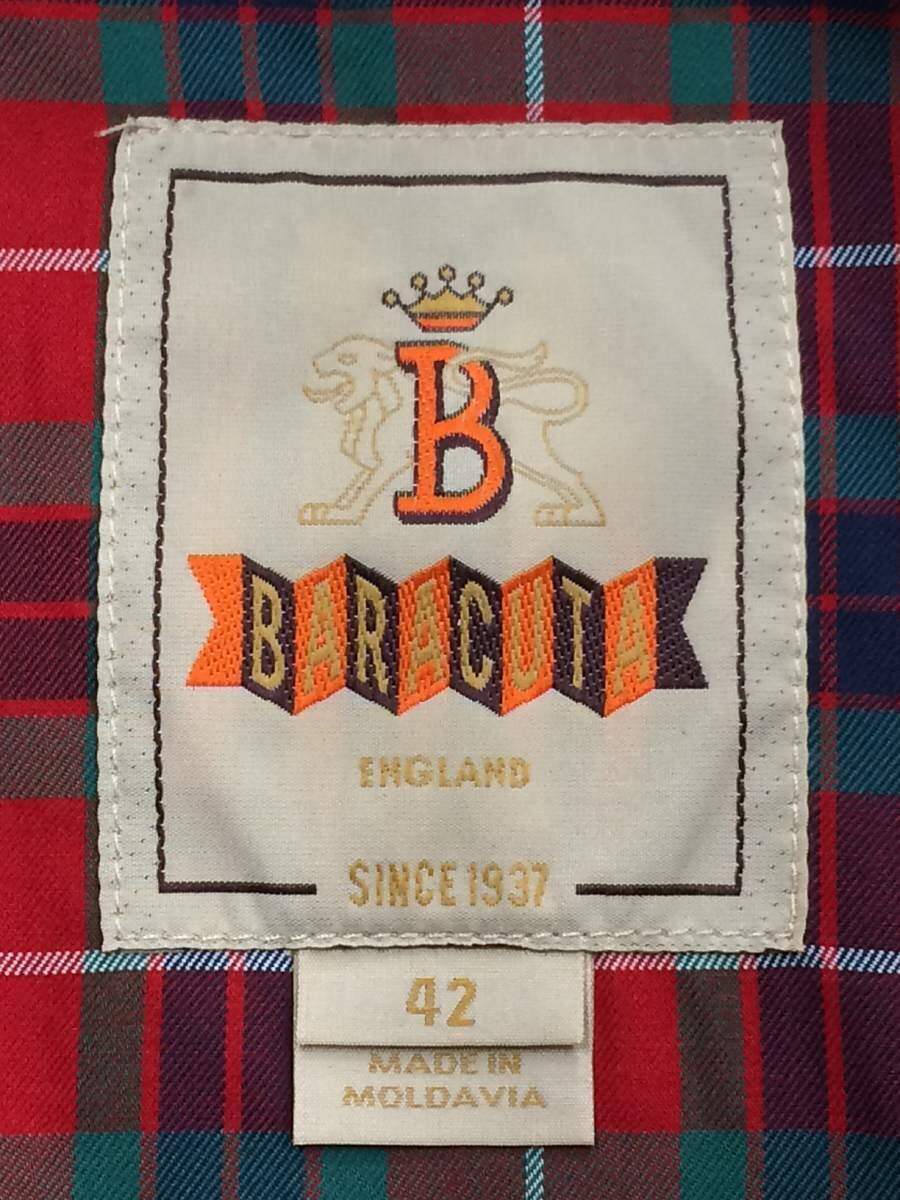 B
BARACUTA
ENGLAND
SINCE 1937
42
MADE IN
MOLDAVIA